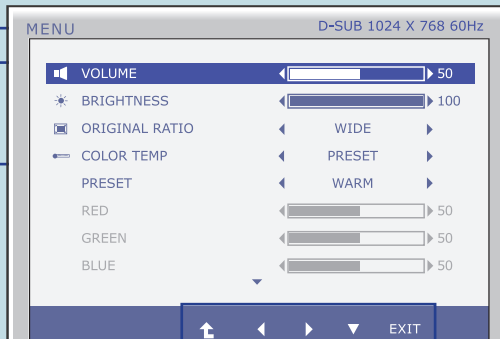 MENU D-SUB 1024 X 768 60Hz
VOLUME 50
BRIGHTNESS 100
ORIGINAL RATIO WIDE
COLOR TEMP PRESET
PRESET WARM
RED 50
GREEN 50
BLUE 50
EXIT